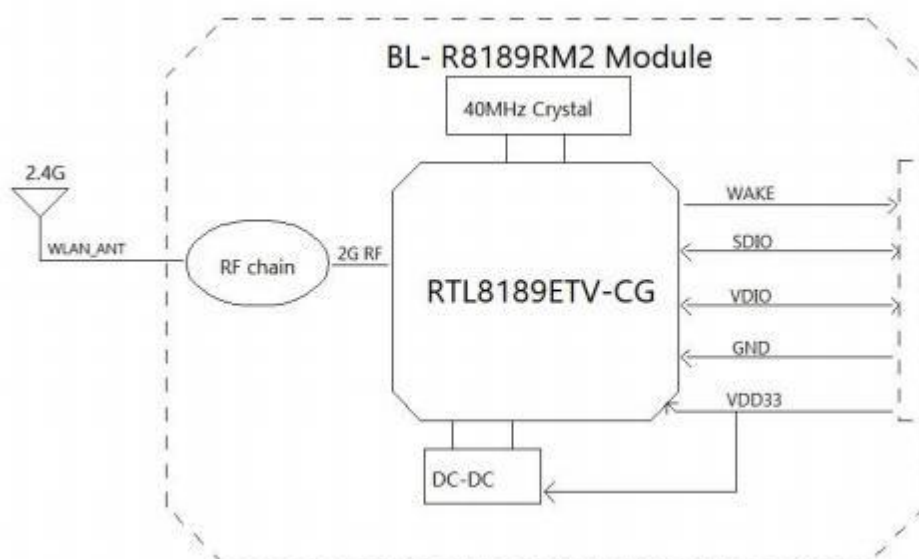 BL- R8189RM2 Module
40MHz Crystal
2.4G
WLAN_ANT
RF chain
2G RF
RTL8189ETV-CG
WAKE
SDIO
VDIO
GND
VDD33
DC-DC